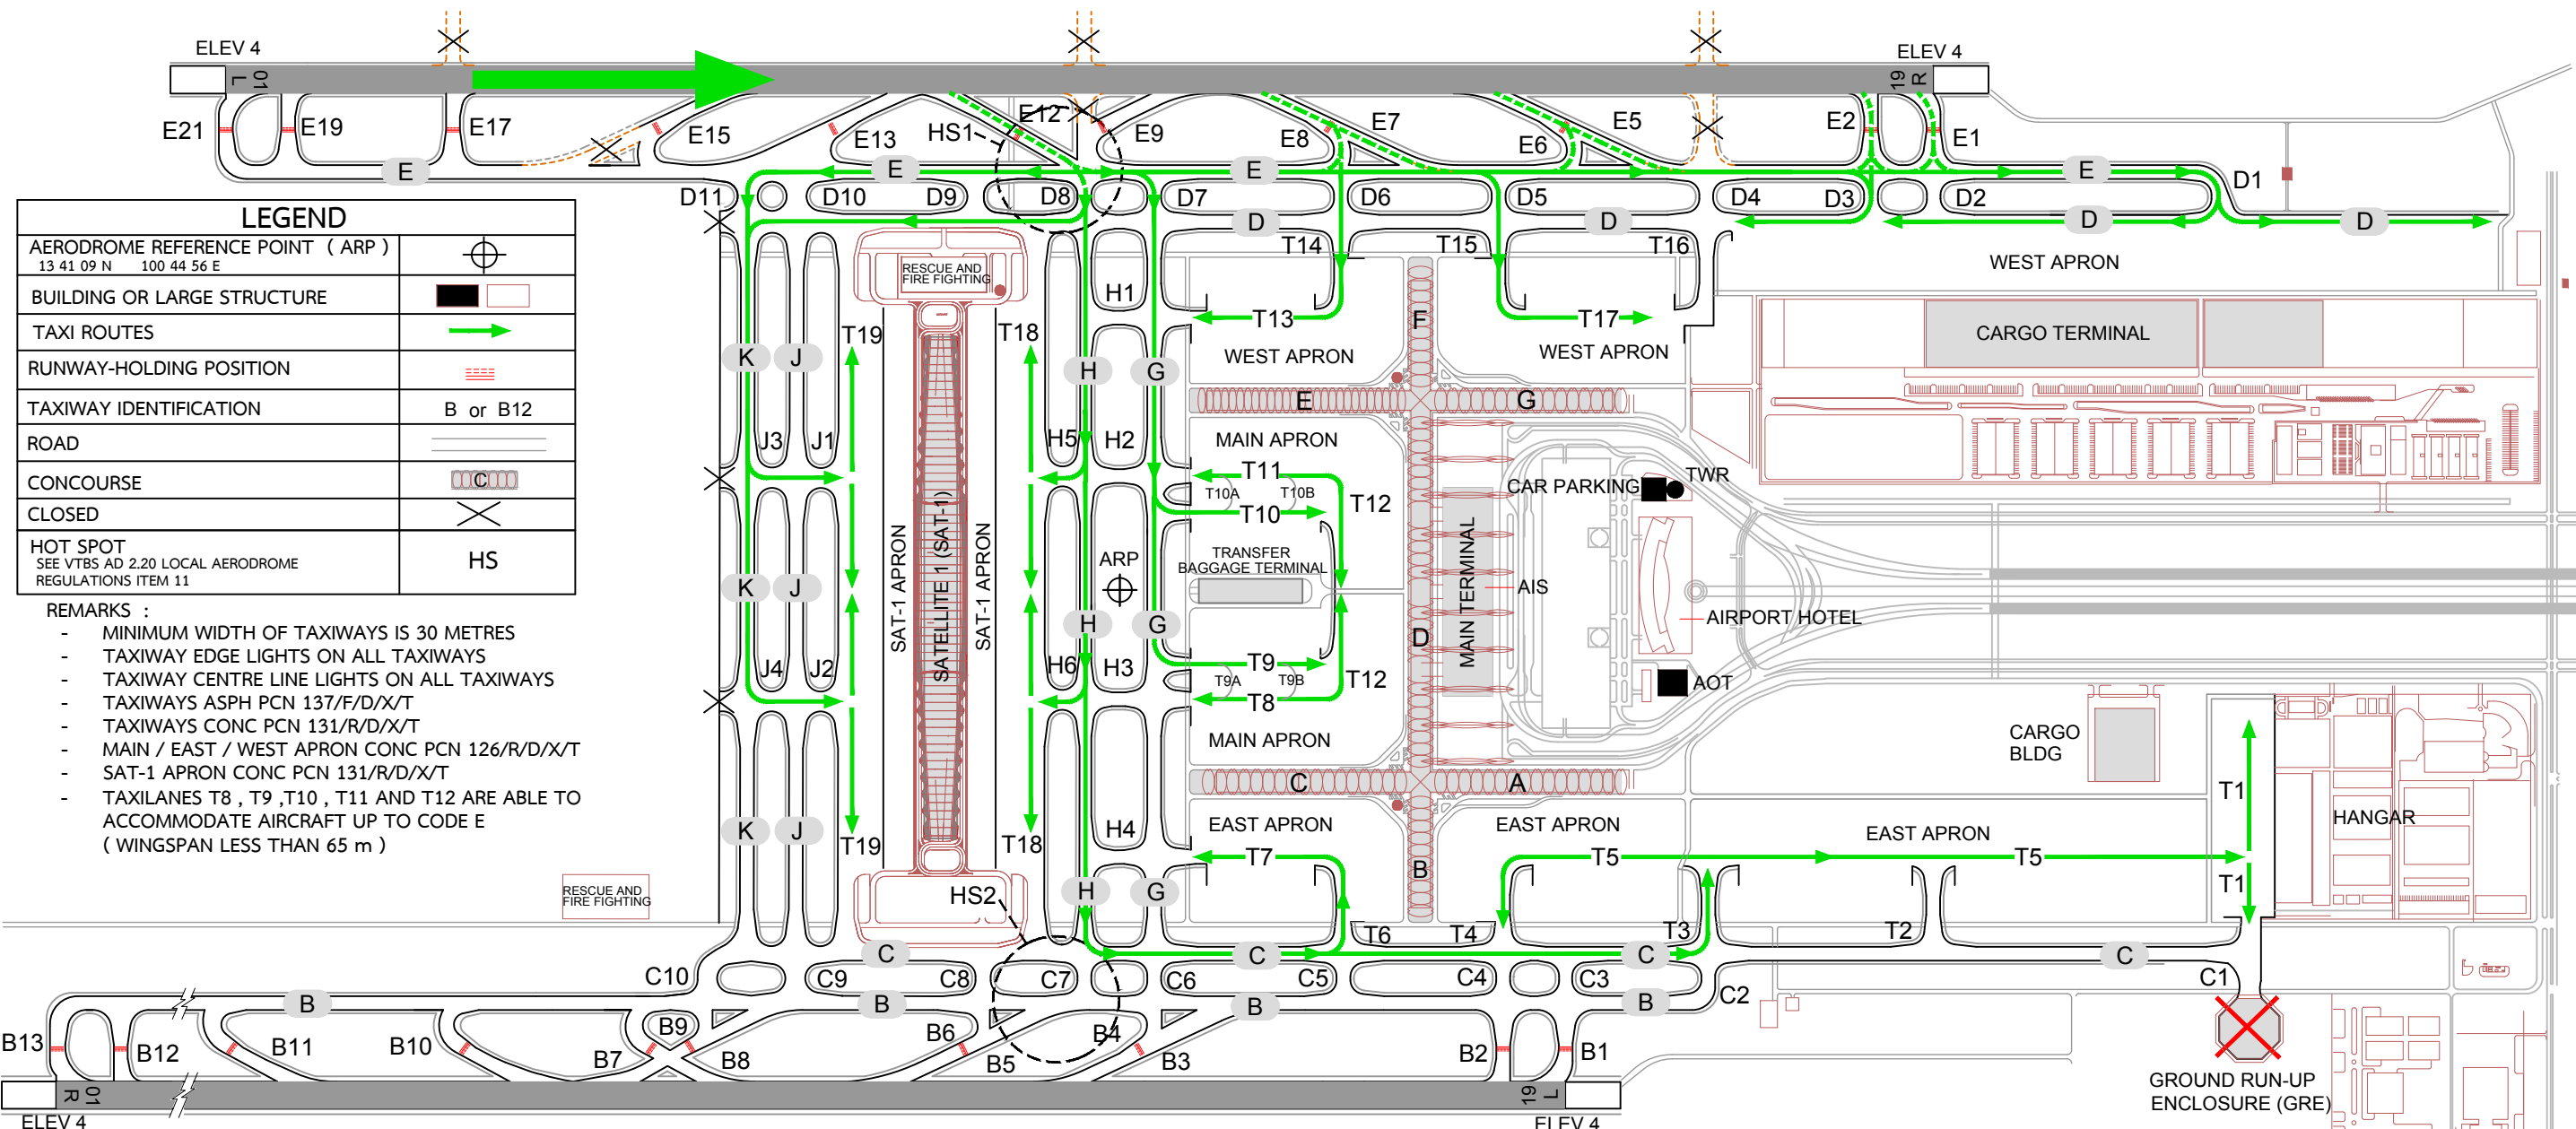 ELEV 4
ELEV 4
01
L
19
R
E21
E19
E17
E15
E13
HS1
E12
E9
E8
E7
E6
E5
E2
E1
E
E
E
E
D11
D10
D9
D8
D7
D6
D5
D4
D3
D2
D1
D
D
D
D
LEGEND
AERODROME REFERENCE POINT ( ARP )
13 41 09 N 100 44 56 E
BUILDING OR LARGE STRUCTURE
TAXI ROUTES
RUNWAY-HOLDING POSITION
TAXIWAY IDENTIFICATION
B or B12
ROAD
CONCOURSE
C
CLOSED
HOT SPOT
SEE VTBS AD 2.20 LOCAL AERODROME
REGULATIONS ITEM 11
HS
REMARKS :
- MINIMUM WIDTH OF TAXIWAYS IS 30 METRES
- TAXIWAY EDGE LIGHTS ON ALL TAXIWAYS
- TAXIWAY CENTRE LINE LIGHTS ON ALL TAXIWAYS
- TAXIWAYS ASPH PCN 137/F/D/X/T
- TAXIWAYS CONC PCN 131/R/D/X/T
- MAIN / EAST / WEST APRON CONC PCN 126/R/D/X/T
- SAT-1 APRON CONC PCN 131/R/D/X/T
- TAXILANES T8 , T9 ,T10 , T11 AND T12 ARE ABLE TO
ACCOMMODATE AIRCRAFT UP TO CODE E
( WINGSPAN LESS THAN 65 m )
RESCUE AND
FIRE FIGHTING
T14
T15
T16
WEST APRON
H1
T13
F
T17
T19
T18
K
J
H
G
WEST APRON
WEST APRON
CARGO TERMINAL
E
G
J3
J1
H5
H2
MAIN APRON
T11
T10A
T10B
T10
T12
CAR PARKING
TWR
SAT-1 APRON
SATELLITE 1 (SAT-1)
SAT-1 APRON
ARP
TRANSFER
BAGGAGE TERMINAL
MAIN TERMINAL
AIS
AIRPORT HOTEL
K
J
H
G
D
J4
J2
H6
H3
T9
T9A
T9B
T8
T12
AOT
MAIN APRON
CARGO
BLDG
C
A
T1
K
J
H4
EAST APRON
EAST APRON
EAST APRON
HANGAR
T19
T18
T7
T5
T5
B
T1
RESCUE AND
FIRE FIGHTING
HS2
H
G
T6
T4
T3
T2
C
C
C
C
C10
C9
C8
C7
C6
C5
C4
C3
C2
C1
B
B
B
B
B13
B12
B11
B10
B9
B7
B8
B6
B5
B4
B3
B2
B1
GROUND RUN-UP
ENCLOSURE (GRE)
01
R
19
L
ELEV 4
ELEV 4